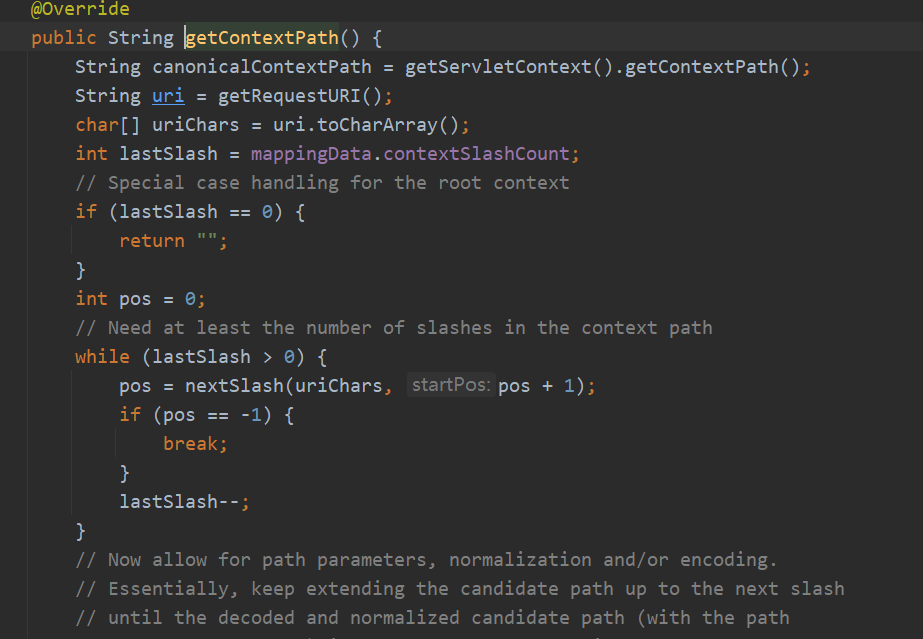 @Override
public String getContextPath() {
String canonicalContextPath = getServletContext().getContextPath();
String uri = getRequestURI();
char[] uriChars = uri.toCharArray();
int lastSlash = mappingData.contextSlashCount;
// Special case handling for the root context
if (lastSlash == 0) {
return "";
}
int pos = 0;
// Need at least the number of slashes in the context path
while (lastSlash > 0) {
pos = nextSlash(uriChars, startPos: pos + 1);
if (pos == -1) {
break;
}
lastSlash--;
}
// Now allow for path parameters, normalization and/or encoding.
// Essentially, keep extending the candidate path up to the next slash
// until the decoded and normalized candidate path (with the path